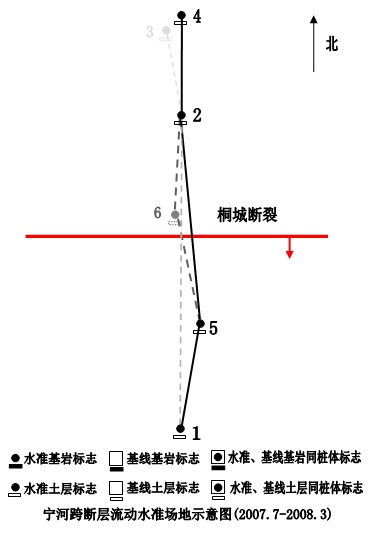 4
3
北
2
6
桐城断裂
5
1
水准基岩标志 基线基岩标志 水准、基线基岩同桩体标志
水准土层标志 基线土层标志 水准、基线土层同桩体标志
宁河跨断层流动水准场地示意图(2007.7-2008.3)